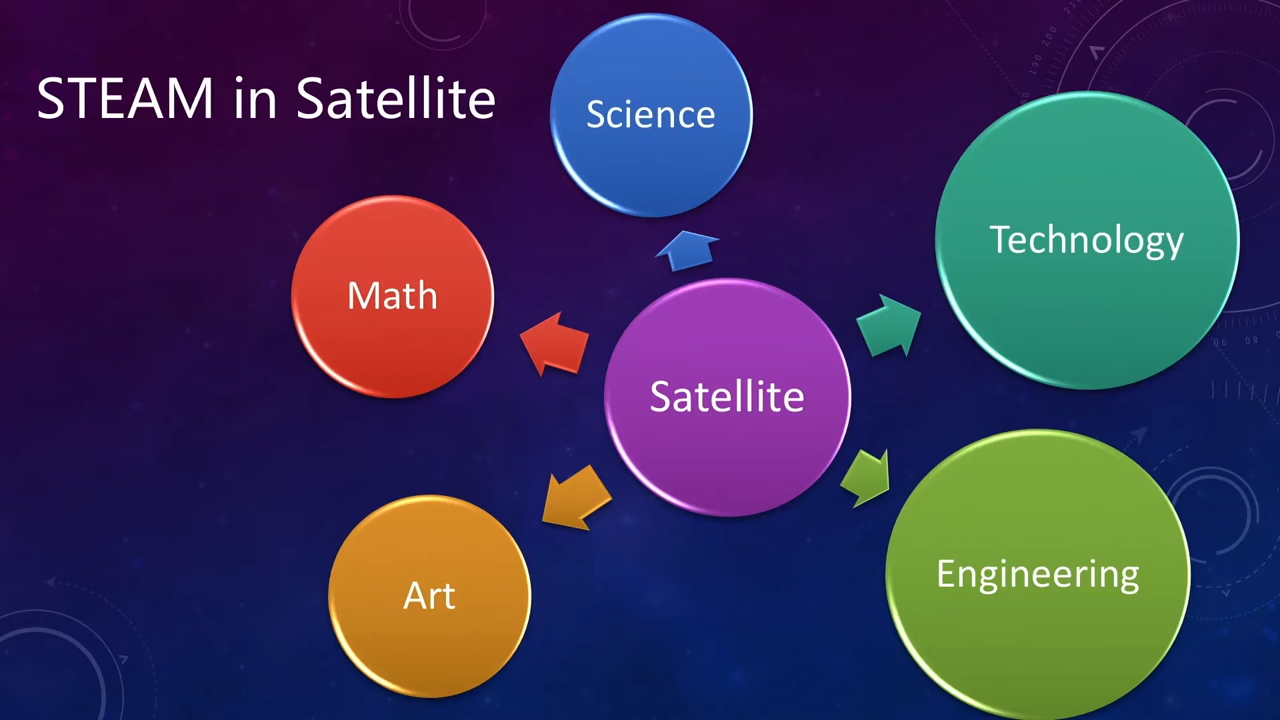 STEAM in Satellite
Science
Technology
Math
Satellite
Engineering
Art